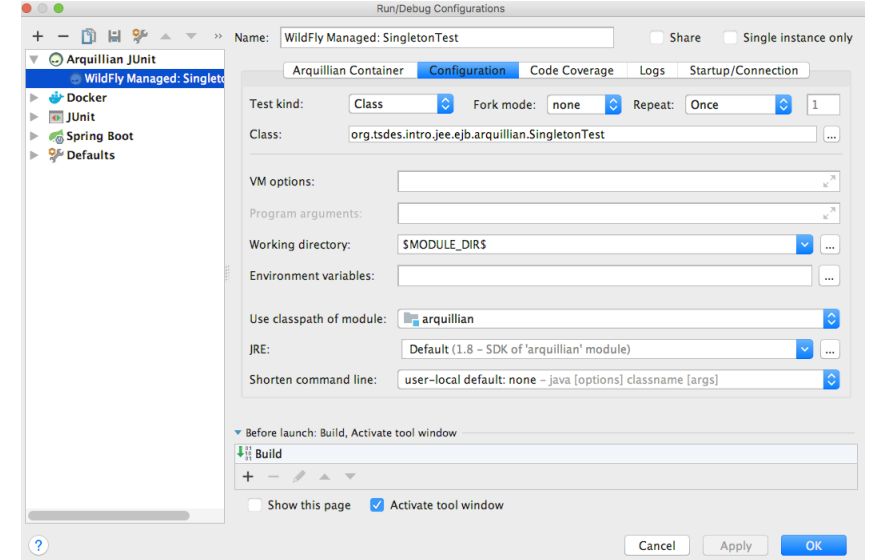 Run/Debug Configurations
Name: WildFly Managed: SingletonTest
Share
Single instance only
Arquillian JUnit
WildFly Managed: Singleto
Docker
JUnit
Spring Boot
Defaults
Arquillian Container Configuration Code Coverage Logs Startup/Connection
Test kind: Class Fork mode: none Repeat: Once 1
Class: org.tsdes.intro.jee.ejb.arquillian.SingletonTest ...
VM options:
Program arguments:
Working directory: $MODULE_DIR$ ...
Environment variables: ...
Use classpath of module: arquillian
JRE: Default (1.8 – SDK of 'arquillian' module) ...
Shorten command line: user-local default: none – java [options] classname [args]
Before launch: Build, Activate tool window
Build
Show this page Activate tool window
? Cancel Apply OK